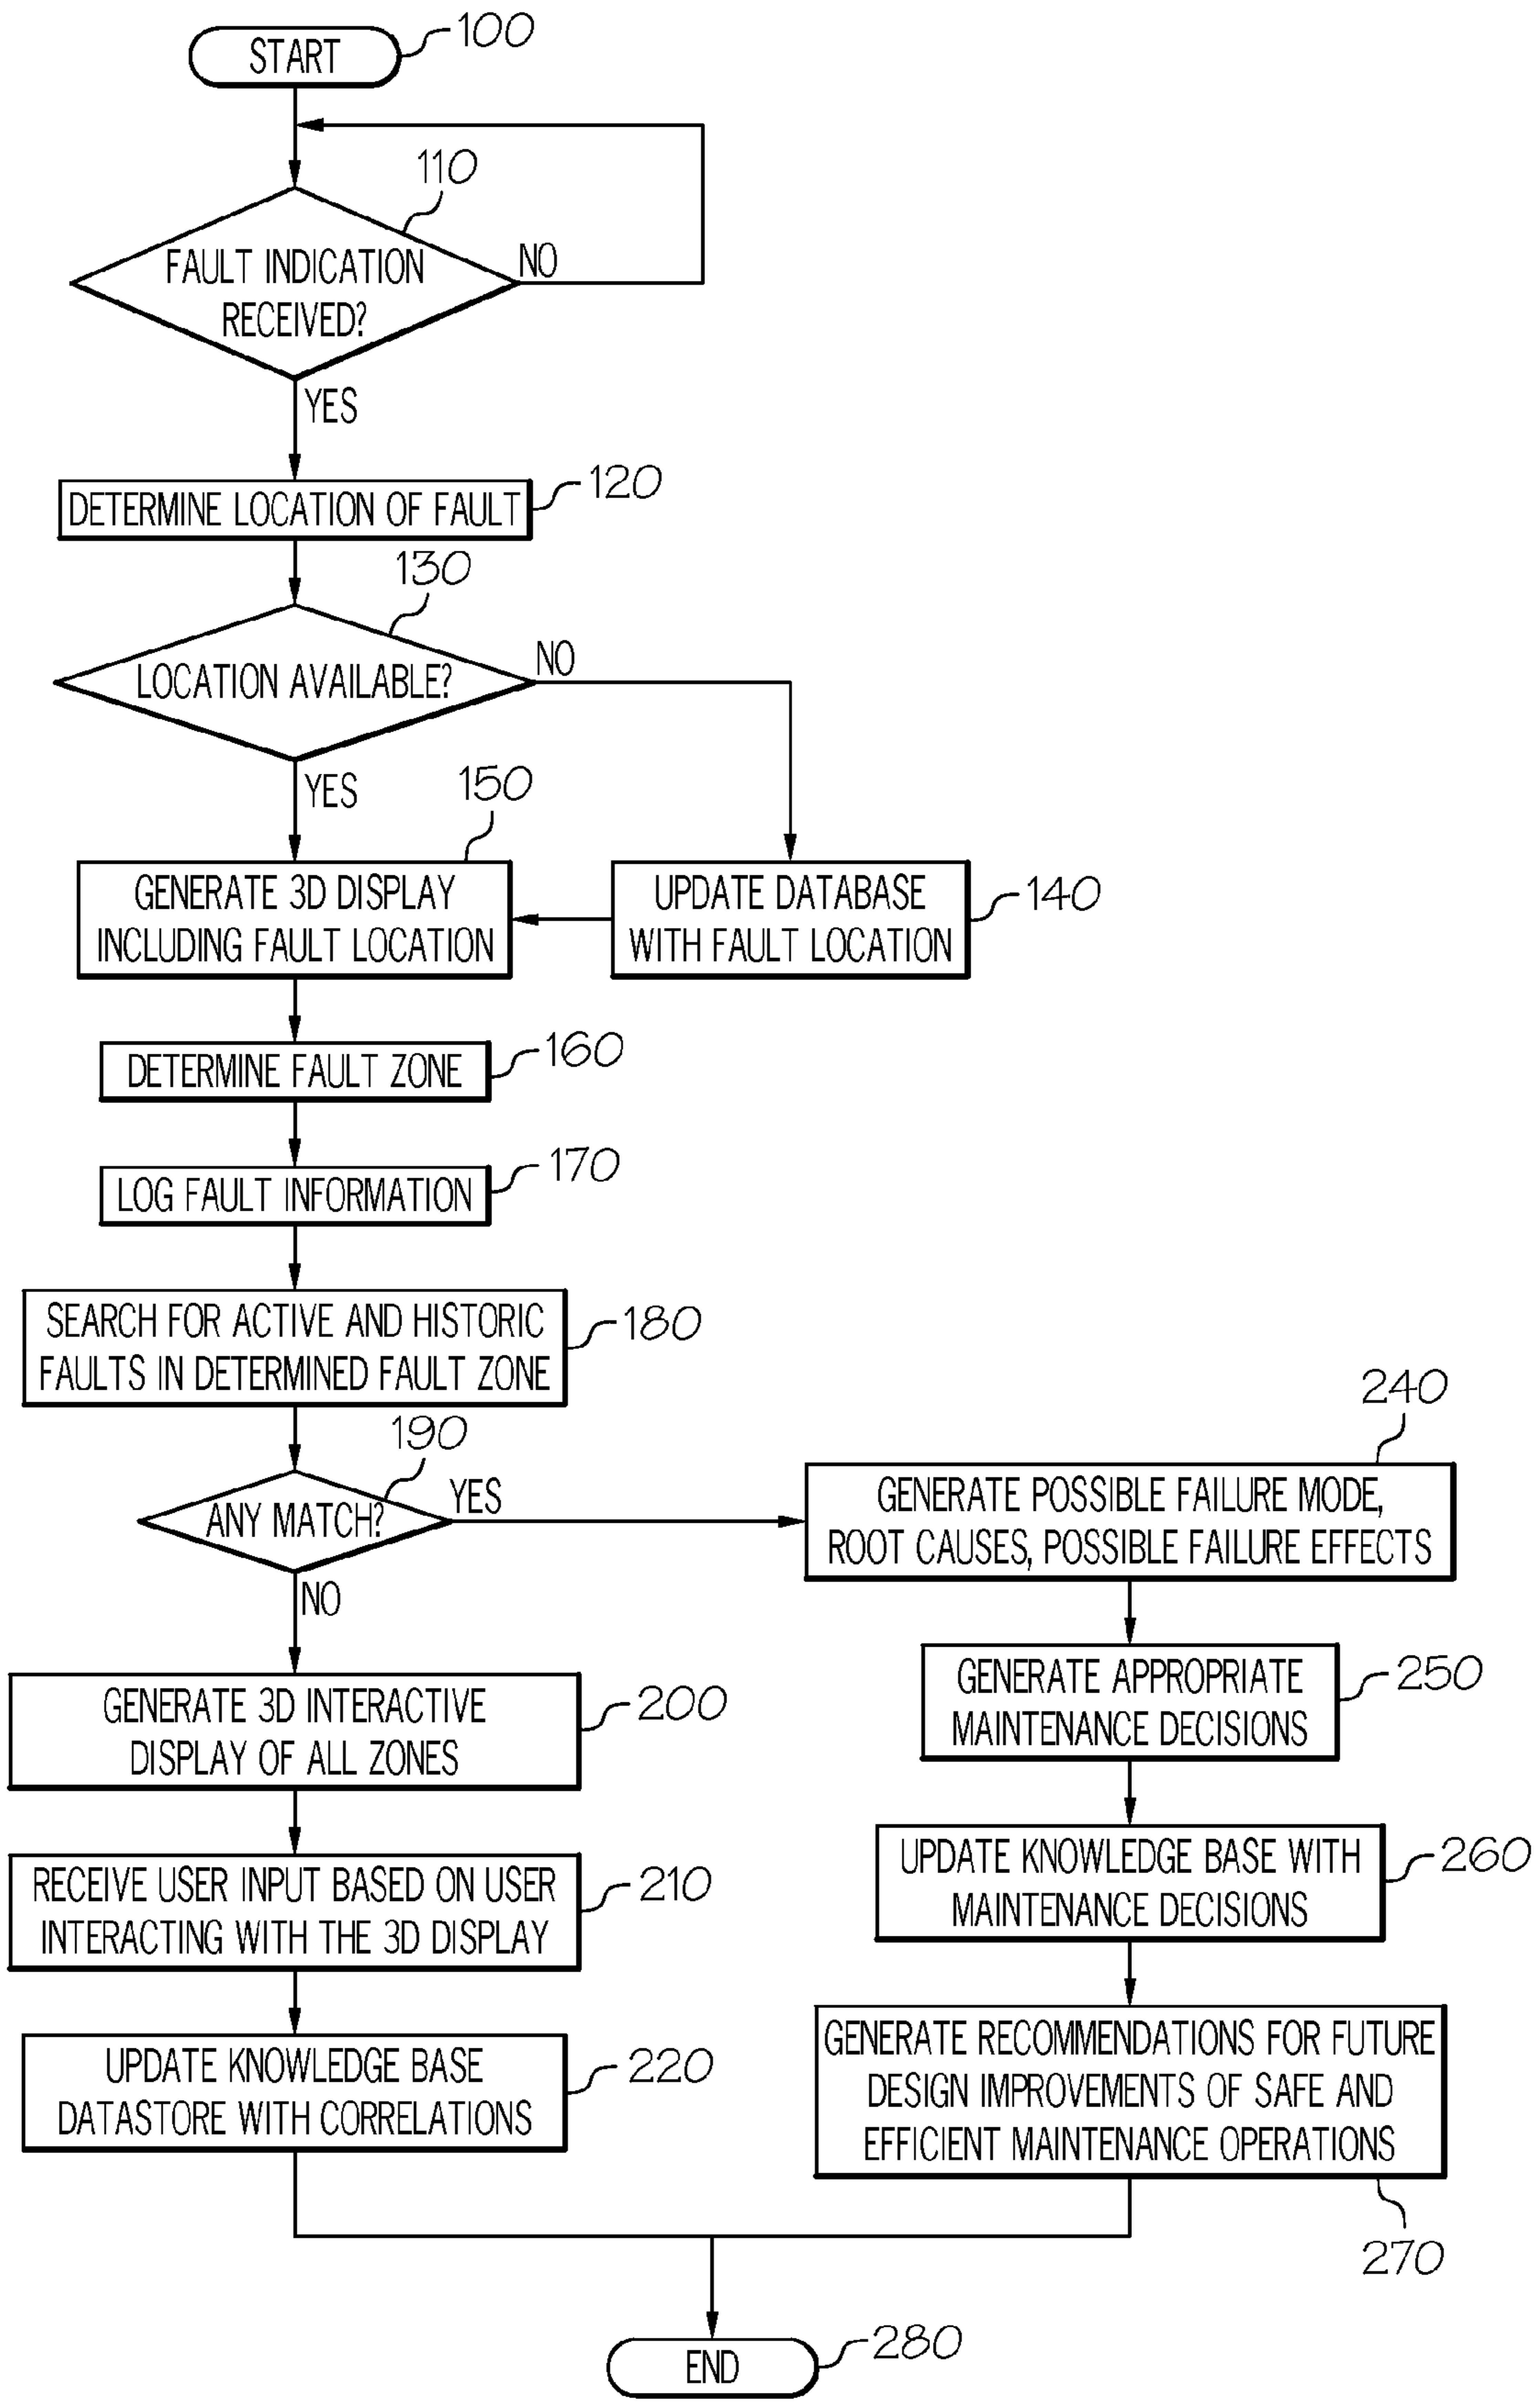 START
100
110
FAULT INDICATION
RECEIVED?
NO
YES
DETERMINE LOCATION OF FAULT
120
130
LOCATION AVAILABLE?
NO
YES
150
GENERATE 3D DISPLAY
INCLUDING FAULT LOCATION
UPDATE DATABASE
WITH FAULT LOCATION
140
DETERMINE FAULT ZONE
160
LOG FAULT INFORMATION
170
SEARCH FOR ACTIVE AND HISTORIC
FAULTS IN DETERMINED FAULT ZONE
180
190
ANY MATCH?
YES
NO
240
GENERATE POSSIBLE FAILURE MODE,
ROOT CAUSES, POSSIBLE FAILURE EFFECTS
GENERATE 3D INTERACTIVE
DISPLAY OF ALL ZONES
200
GENERATE APPROPRIATE
MAINTENANCE DECISIONS
250
RECEIVE USER INPUT BASED ON USER
INTERACTING WITH THE 3D DISPLAY
210
UPDATE KNOWLEDGE BASE WITH
MAINTENANCE DECISIONS
260
UPDATE KNOWLEDGE BASE
DATASTORE WITH CORRELATIONS
220
GENERATE RECOMMENDATIONS FOR FUTURE
DESIGN IMPROVEMENTS OF SAFE AND
EFFICIENT MAINTENANCE OPERATIONS
270
END
280